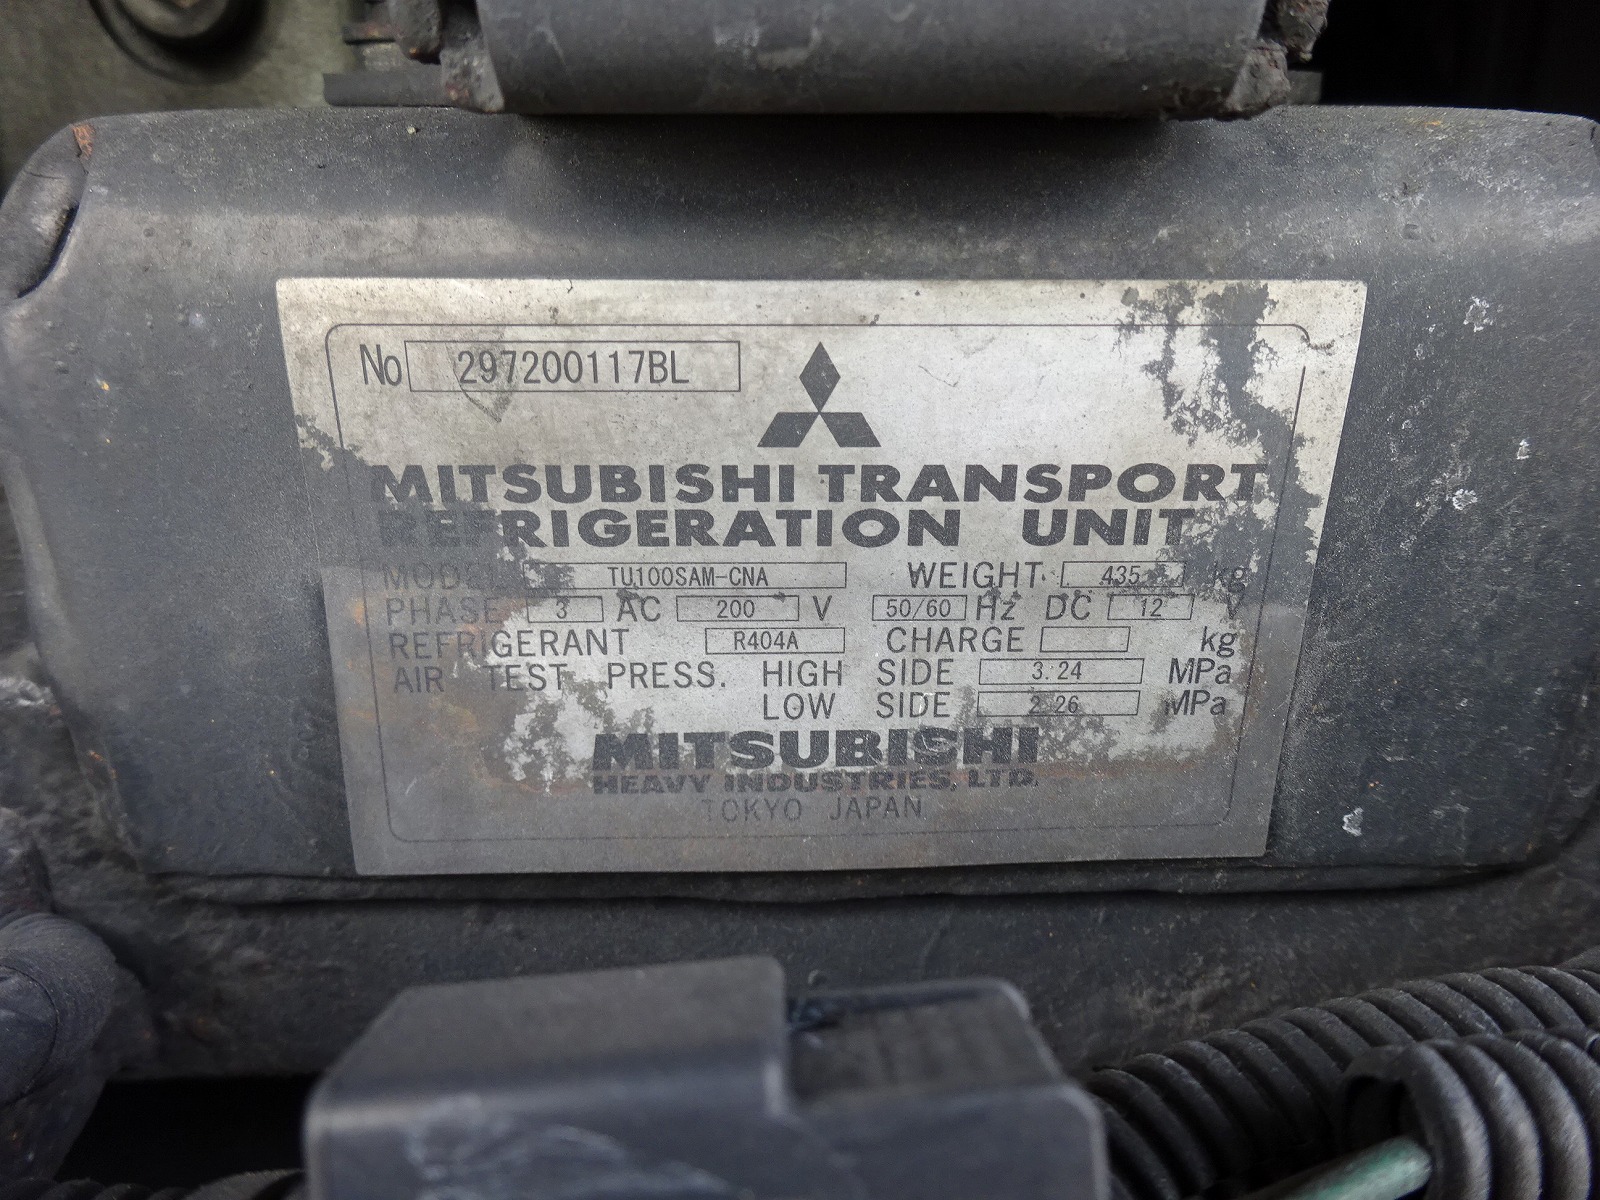 No 297200117BL
MITSUBISHI TRANSPORT
REFRIGERATION UNIT
MODEL TU100SAM-CNA WEIGHT 435 kg
PHASE 3 AC 200 V 50/60 Hz DC 12 V
REFRIGERANT R404A CHARGE kg
AIR TEST PRESS. HIGH SIDE 3.24 MPa
LOW SIDE 2.26 MPa
MITSUBISHI
HEAVY INDUSTRIES, LTD.
TOKYO JAPAN